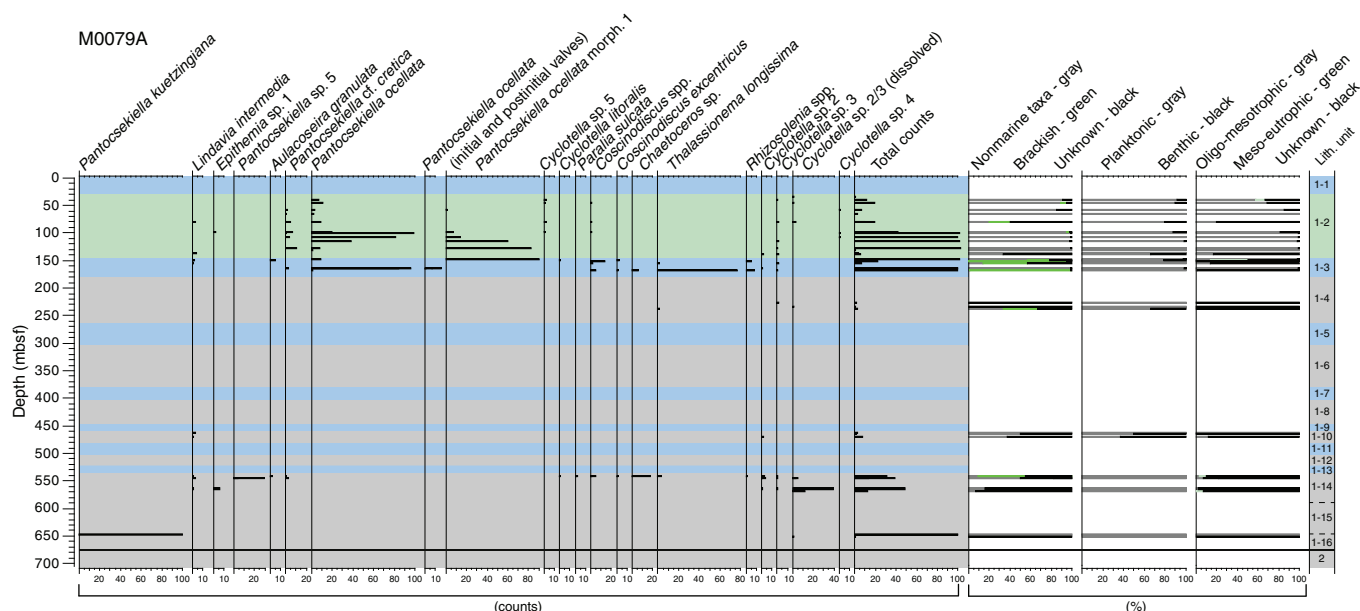 M0079A
Pantocsekiella kuetzingiana
Lindavia intermedia
Epithemia sp. 1
Pantocsekiella sp. 5
Aulacoseira granulata
Pantocsekiella cf. cretica
Pantocsekiella ocellata
Pantocsekiella ocellata
(initial and postinitial valves)
Pantocsekiella ocellata morph. 1
Cyclotella sp. 5
Cyclotella litoralis
Paralia sulcata
Coscinodiscus spp.
Coscinodiscus excentricus
Chaetoceros sp.
Thalassionema longissima
Rhizosolenia spp.
Cyclotella sp. 2
Cyclotella sp. 3
Cyclotella sp. 2/3 (dissolved)
Cyclotella sp. 4
Total counts
Nonmarine taxa - gray
Brackish - green
Unknown - black
Planktonic - gray
Benthic - black
Oligo-mesotrophic - gray
Meso-eutrophic - green
Unknown - black
Lith. unit
Depth (mbsf)
0
50
100
150
200
250
300
350
400
450
500
550
600
650
700
1-1
1-2
1-3
1-4
1-5
1-6
1-7
1-8
1-9
1-10
1-11
1-12
1-13
1-14
1-15
1-16
2
20 40 60 80 100 10 10 20 10 20 20 40 60 80 100 10 20 40 60 80 100 10 10 10 20 10 20 20 40 60 80 10 10 10 20 40 10 20 40 60 80 100 20 40 60 80 100 20 40 60 80 100 20 40 60 80 100
(counts)
(%)